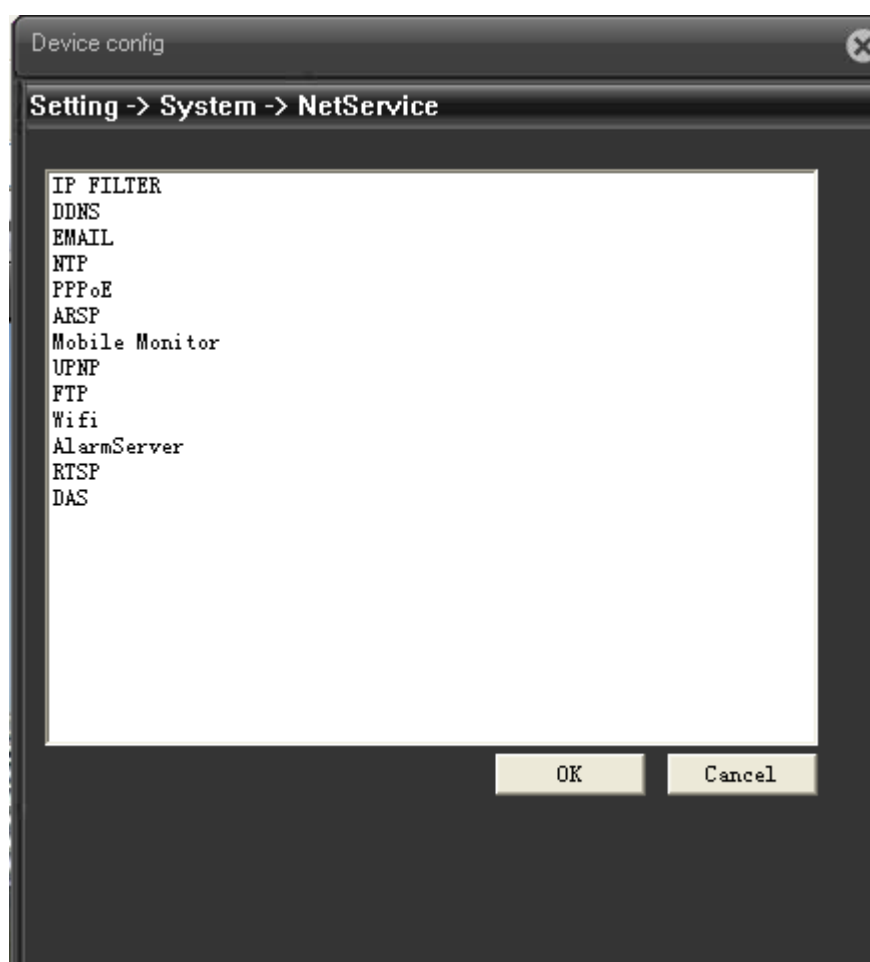 Device config
Setting -> System -> NetService
IP FILTER
DDNS
EMAIL
NTP
PPPoE
ARSP
Mobile Monitor
UPNP
FTP
Wifi
AlarmServer
RTSP
DAS
OK Cancel